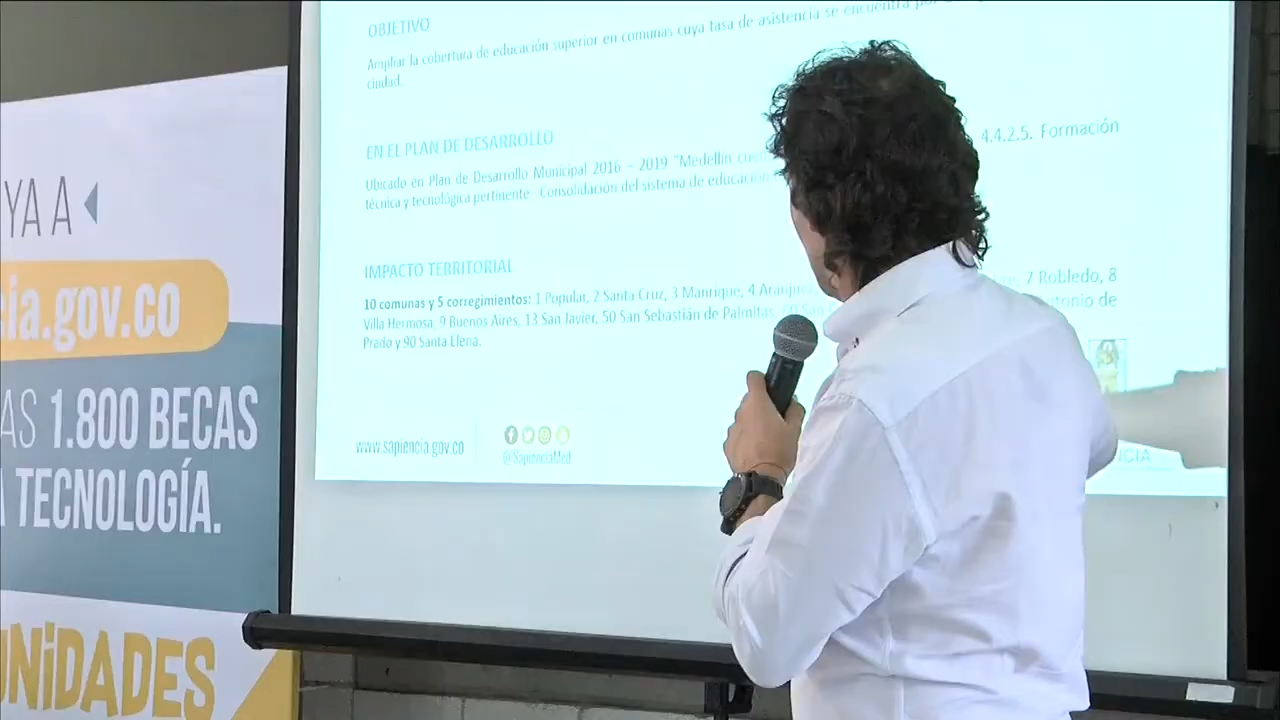 YA A
cia.gov.co
AS 1.800 BECAS
A TECNOLOGÍA.
UNiDADES
OBJETIVO
Ampliar la cobertura de educación superior en comunas cuya tasa de asistencia se encuentra
ciudad.
EN EL PLAN DE DESARROLLO
Ubicado en Plan de Desarrollo Municipal 2016 – 2019 "Medellín 4.4.2.5. Formación
técnica y tecnológica pertinente - Consolidación del sistema de educación
IMPACTO TERRITORIAL
10 comunas y 5 corregimientos: 1 Popular, 2 Santa Cruz, 3 Manrique, 4 7 Robledo, 8
Villa Hermosa, 9 Buenos Aires, 13 San Javier, 50 San Sebastián de Palmitas, 60 San de
Prado y 90 Santa Elena.
www.sapiencia.gov.co
@SapienciaMed